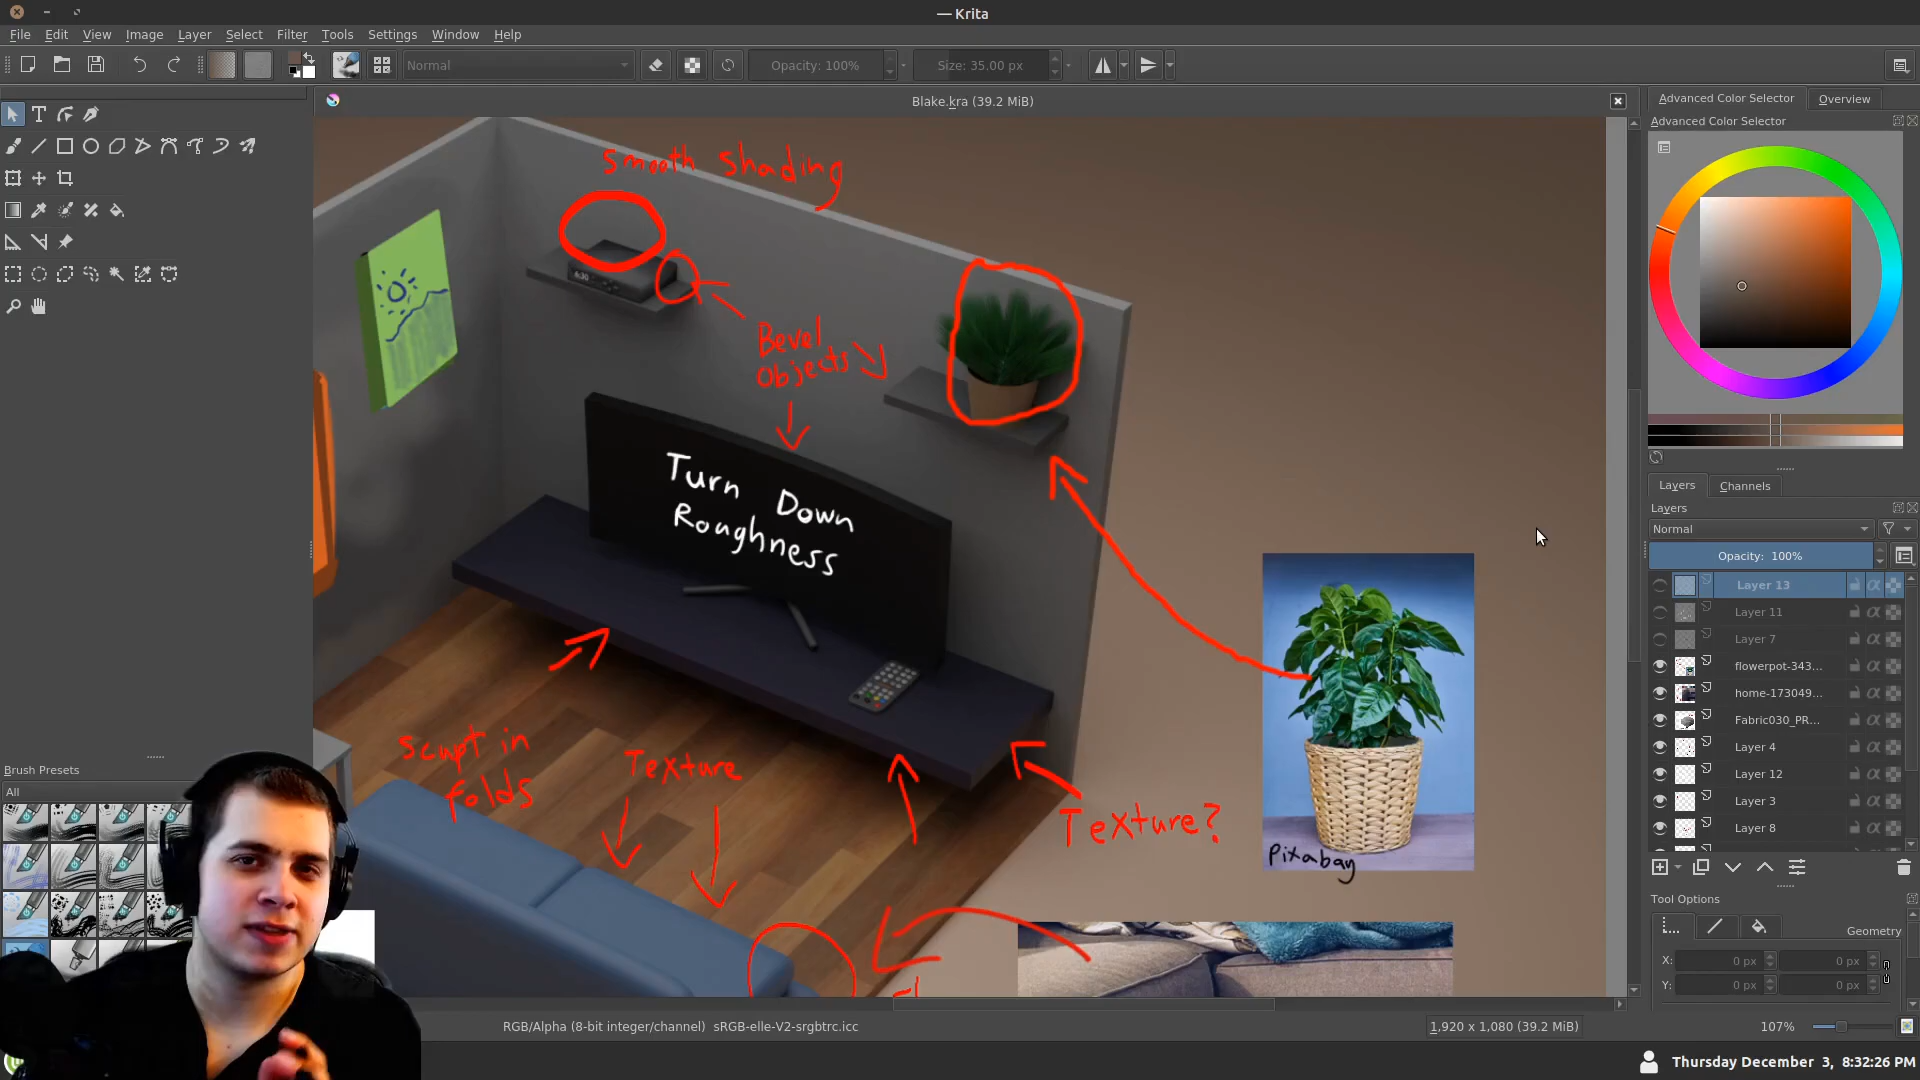 — Krita
File Edit View Image Layer Select Filter Tools Settings Window Help
Normal Opacity: 100% Size: 35.00 px
Blake.kra (39.2 MiB)
Advanced Color Selector Overview
Advanced Color Selector
Smooth Shading
6:30
Bevel
Objects
Turn Down
Roughness
Sculpt in
folds
Texture
Texture?
Pixabay
Layers Channels
Layers
Normal
Opacity: 100%
Layer 13
Layer 11
Layer 7
flowerpot-343...
home-173049...
Fabric030_PR...
Layer 4
Layer 12
Layer 3
Layer 8
Brush Presets
All
Tool Options
Geometry
X: 0 px 0 px
Y: 0 px 0 px
RGB/Alpha (8-bit integer/channel) sRGB-elle-V2-srgbtrc.icc
1,920 x 1,080 (39.2 MiB)
107%
Thursday December 3, 8:32:26 PM